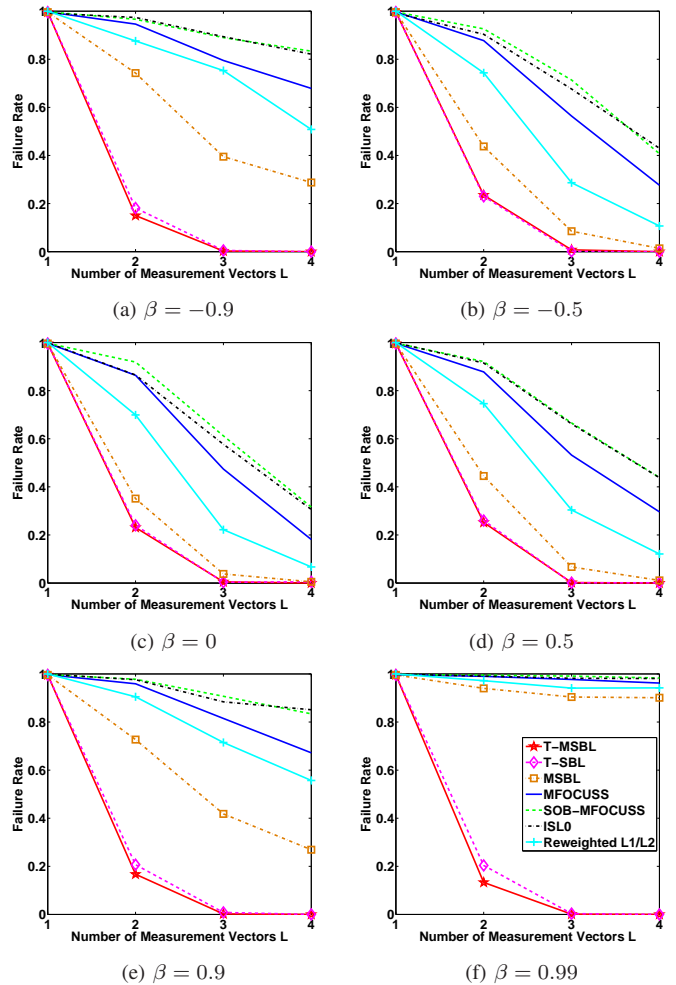 1
0.8
0.6
0.4
0.2
0
Failure Rate
1 2 3 4
Number of Measurement Vectors L
(a) β = −0.9
1
0.8
0.6
0.4
0.2
0
Failure Rate
1 2 3 4
Number of Measurement Vectors L
(b) β = −0.5
1
0.8
0.6
0.4
0.2
0
Failure Rate
1 2 3 4
Number of Measurement Vectors L
(c) β = 0
1
0.8
0.6
0.4
0.2
0
Failure Rate
1 2 3 4
Number of Measurement Vectors L
(d) β = 0.5
1
0.8
0.6
0.4
0.2
0
Failure Rate
1 2 3 4
Number of Measurement Vectors L
(e) β = 0.9
1
0.8
0.6
0.4
0.2
0
Failure Rate
T−MSBL
T−SBL
MSBL
MFOCUSS
SOB−MFOCUSS
ISL0
Reweighted L1/L2
1 2 3 4
Number of Measurement Vectors L
(f) β = 0.99